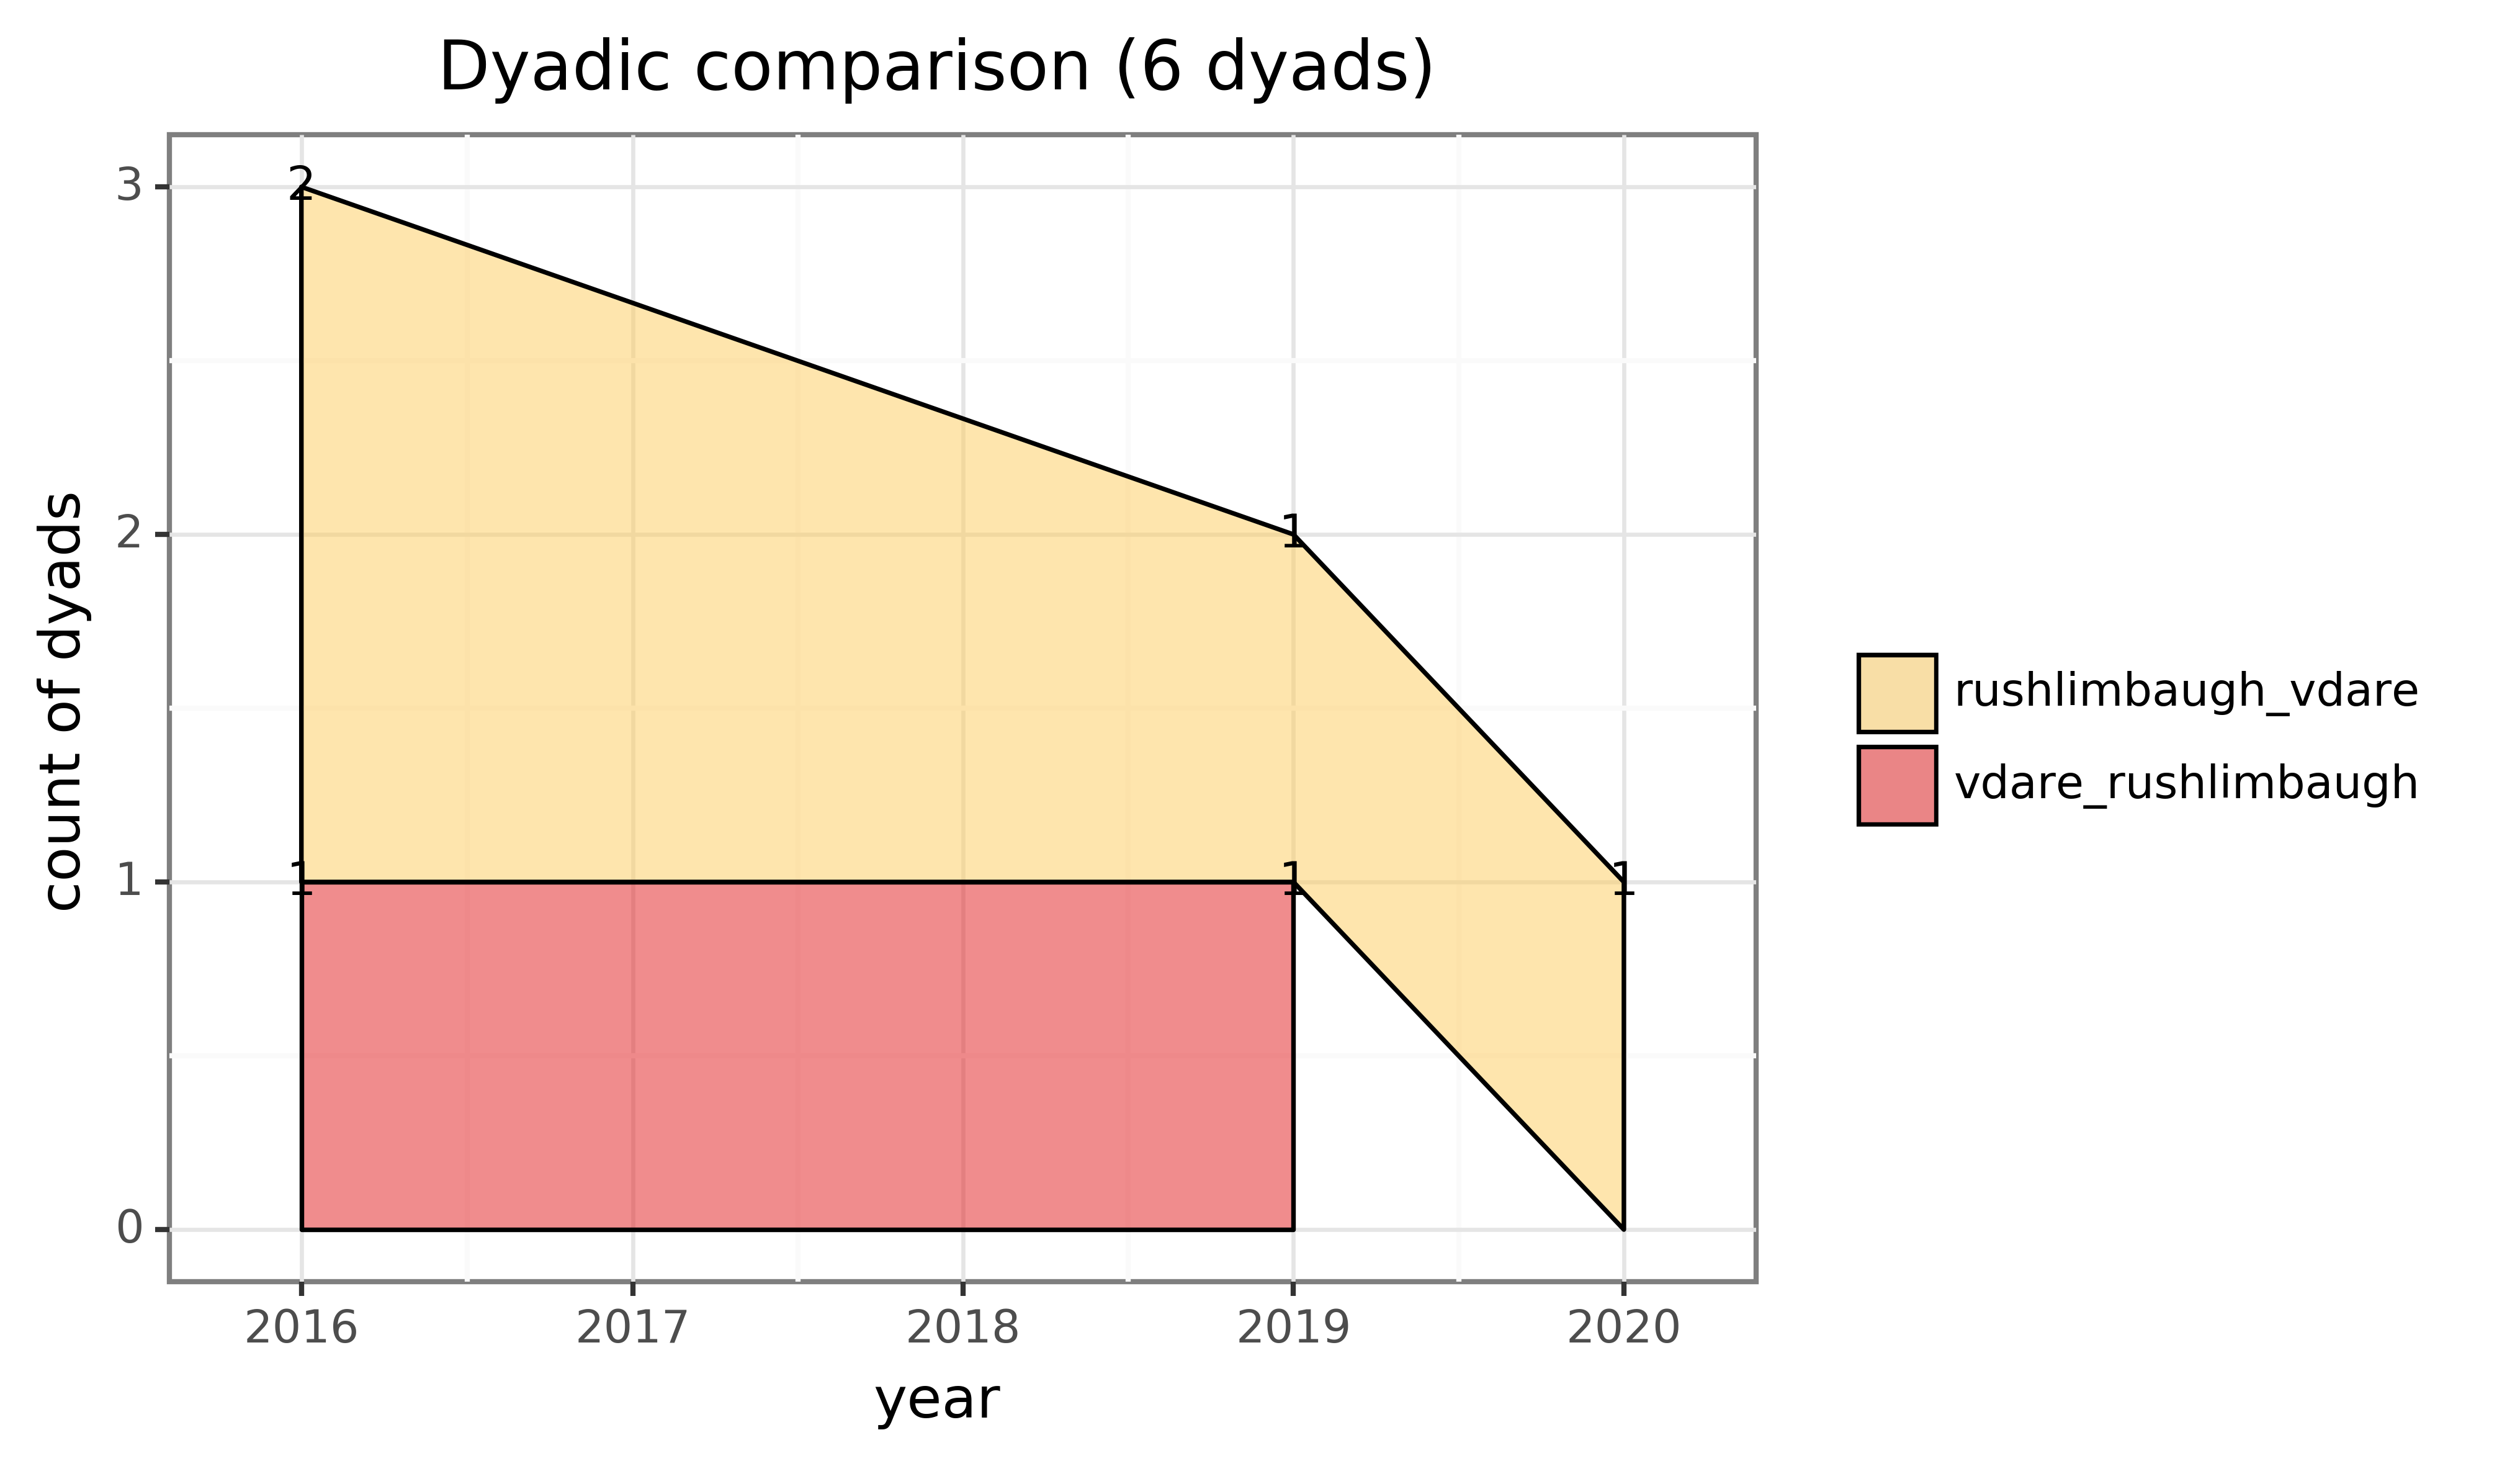 Dyadic comparison (6 dyads)
count of dyads
3
2
1
0
2
1
1
1
1
2016 2017 2018 2019 2020
year
rushlimbaugh_vdare
vdare_rushlimbaugh